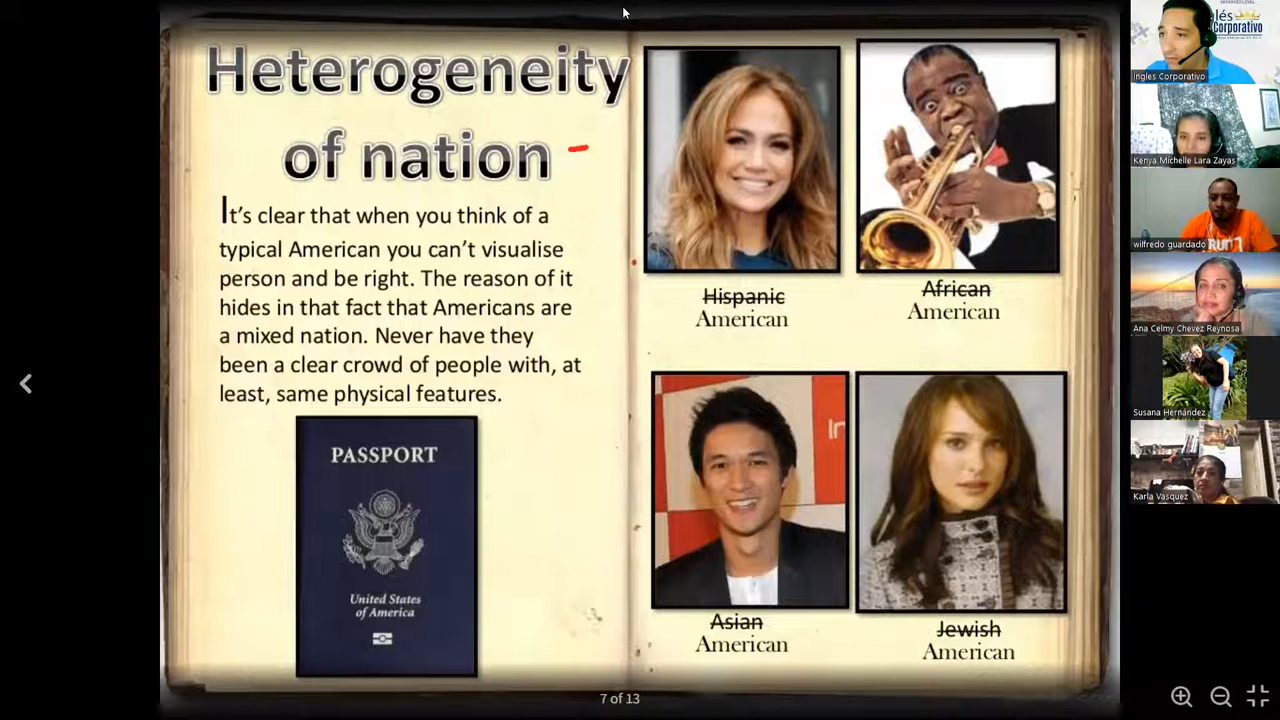 Heterogeneity
of nation
It's clear that when you think of a
typical American you can't visualise
person and be right. The reason of it
hides in that fact that Americans are
a mixed nation. Never have they
been a clear crowd of people with, at
least, same physical features.
PASSPORT
United States
of America
Hispanic
American
African
American
Asian
American
Jewish
American
7 of 13
lés
Corporativo
Ingles Corporativo
Kenya Michelle Lara Zayas
wilfredo guardado
RUN
Ana Celmy Chevez Reynosa
Susana Hernández
Karla Vasquez